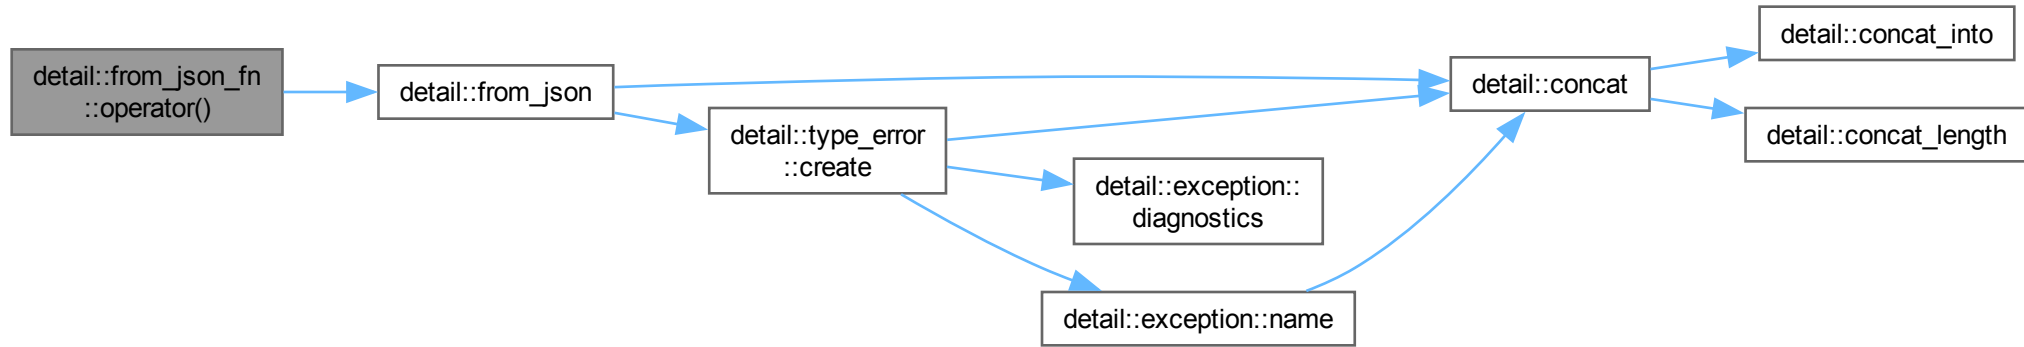 detail::from_json_fn
::operator()
detail::from_json
detail::type_error
::create
detail::exception::
diagnostics
detail::exception::name
detail::concat
detail::concat_into
detail::concat_length